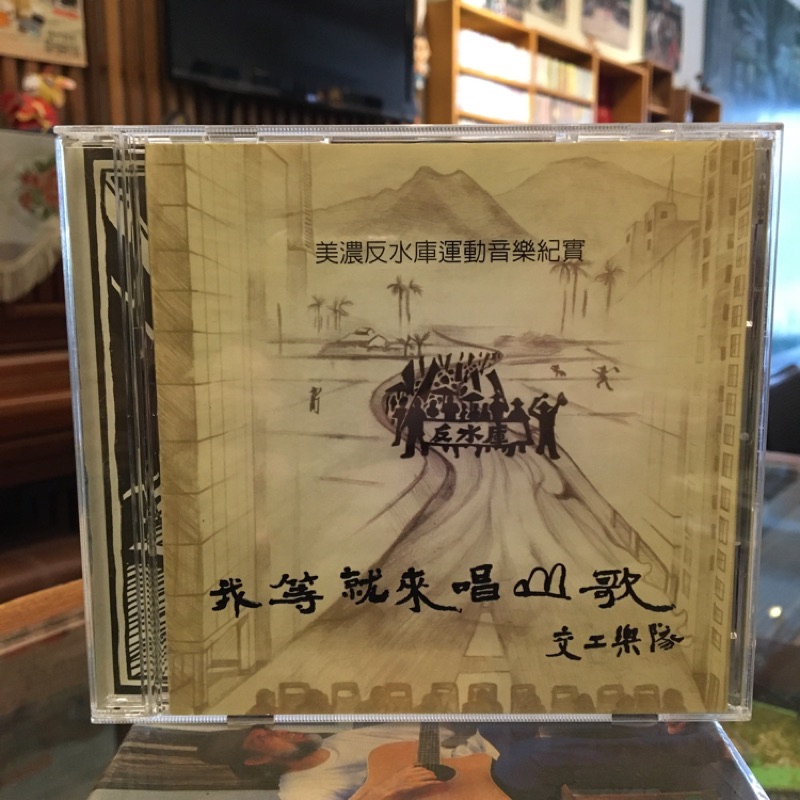 美濃反水庫運動音樂紀實
反水庫
我等就來唱山歌
交工樂隊